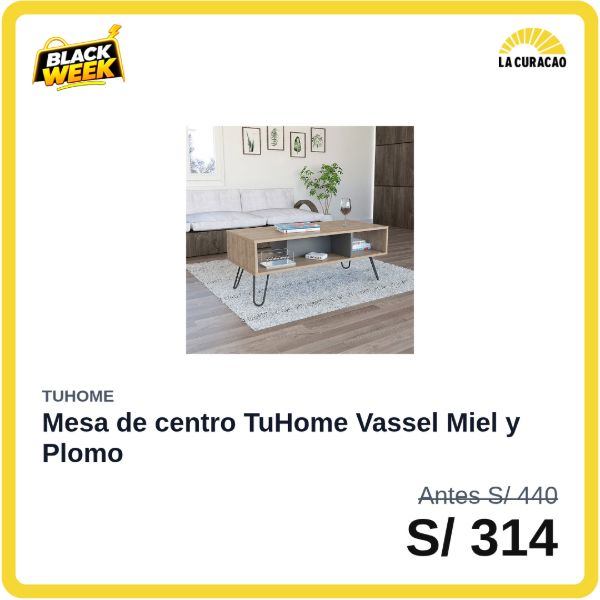 BLACK
WEEK
LA CURACAO
TUHOME
Mesa de centro TuHome Vassel Miel y
Plomo
Antes S/ 440
S/ 314